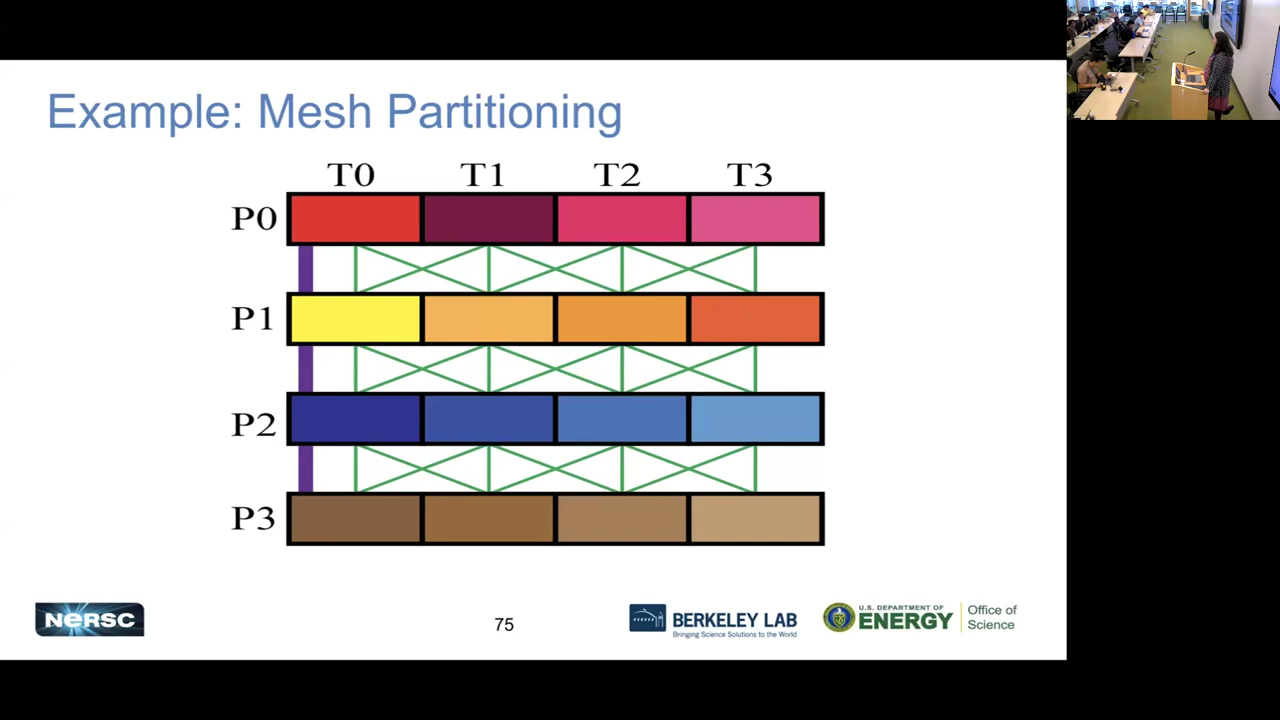 Example: Mesh Partitioning
T0 T1 T2 T3
P0
P1
P2
P3
NERSC
75
BERKELEY LAB
Bringing Science Solutions to the World
U.S. DEPARTMENT OF
ENERGY
Office of
Science